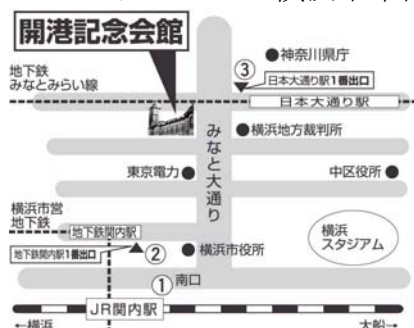 開港記念会館
●神奈川県庁
地下鉄
みなとみらい線
③
日本大通り駅1番出口
日本大通り駅
みなと大通り
●横浜地方裁判所
東京電力●
中区役所●
横浜市営
地下鉄
地下鉄関内駅
地下鉄関内駅1番出口
②
●横浜市役所
横浜
スタジアム
①
南口
JR関内駅
←横浜
大船→